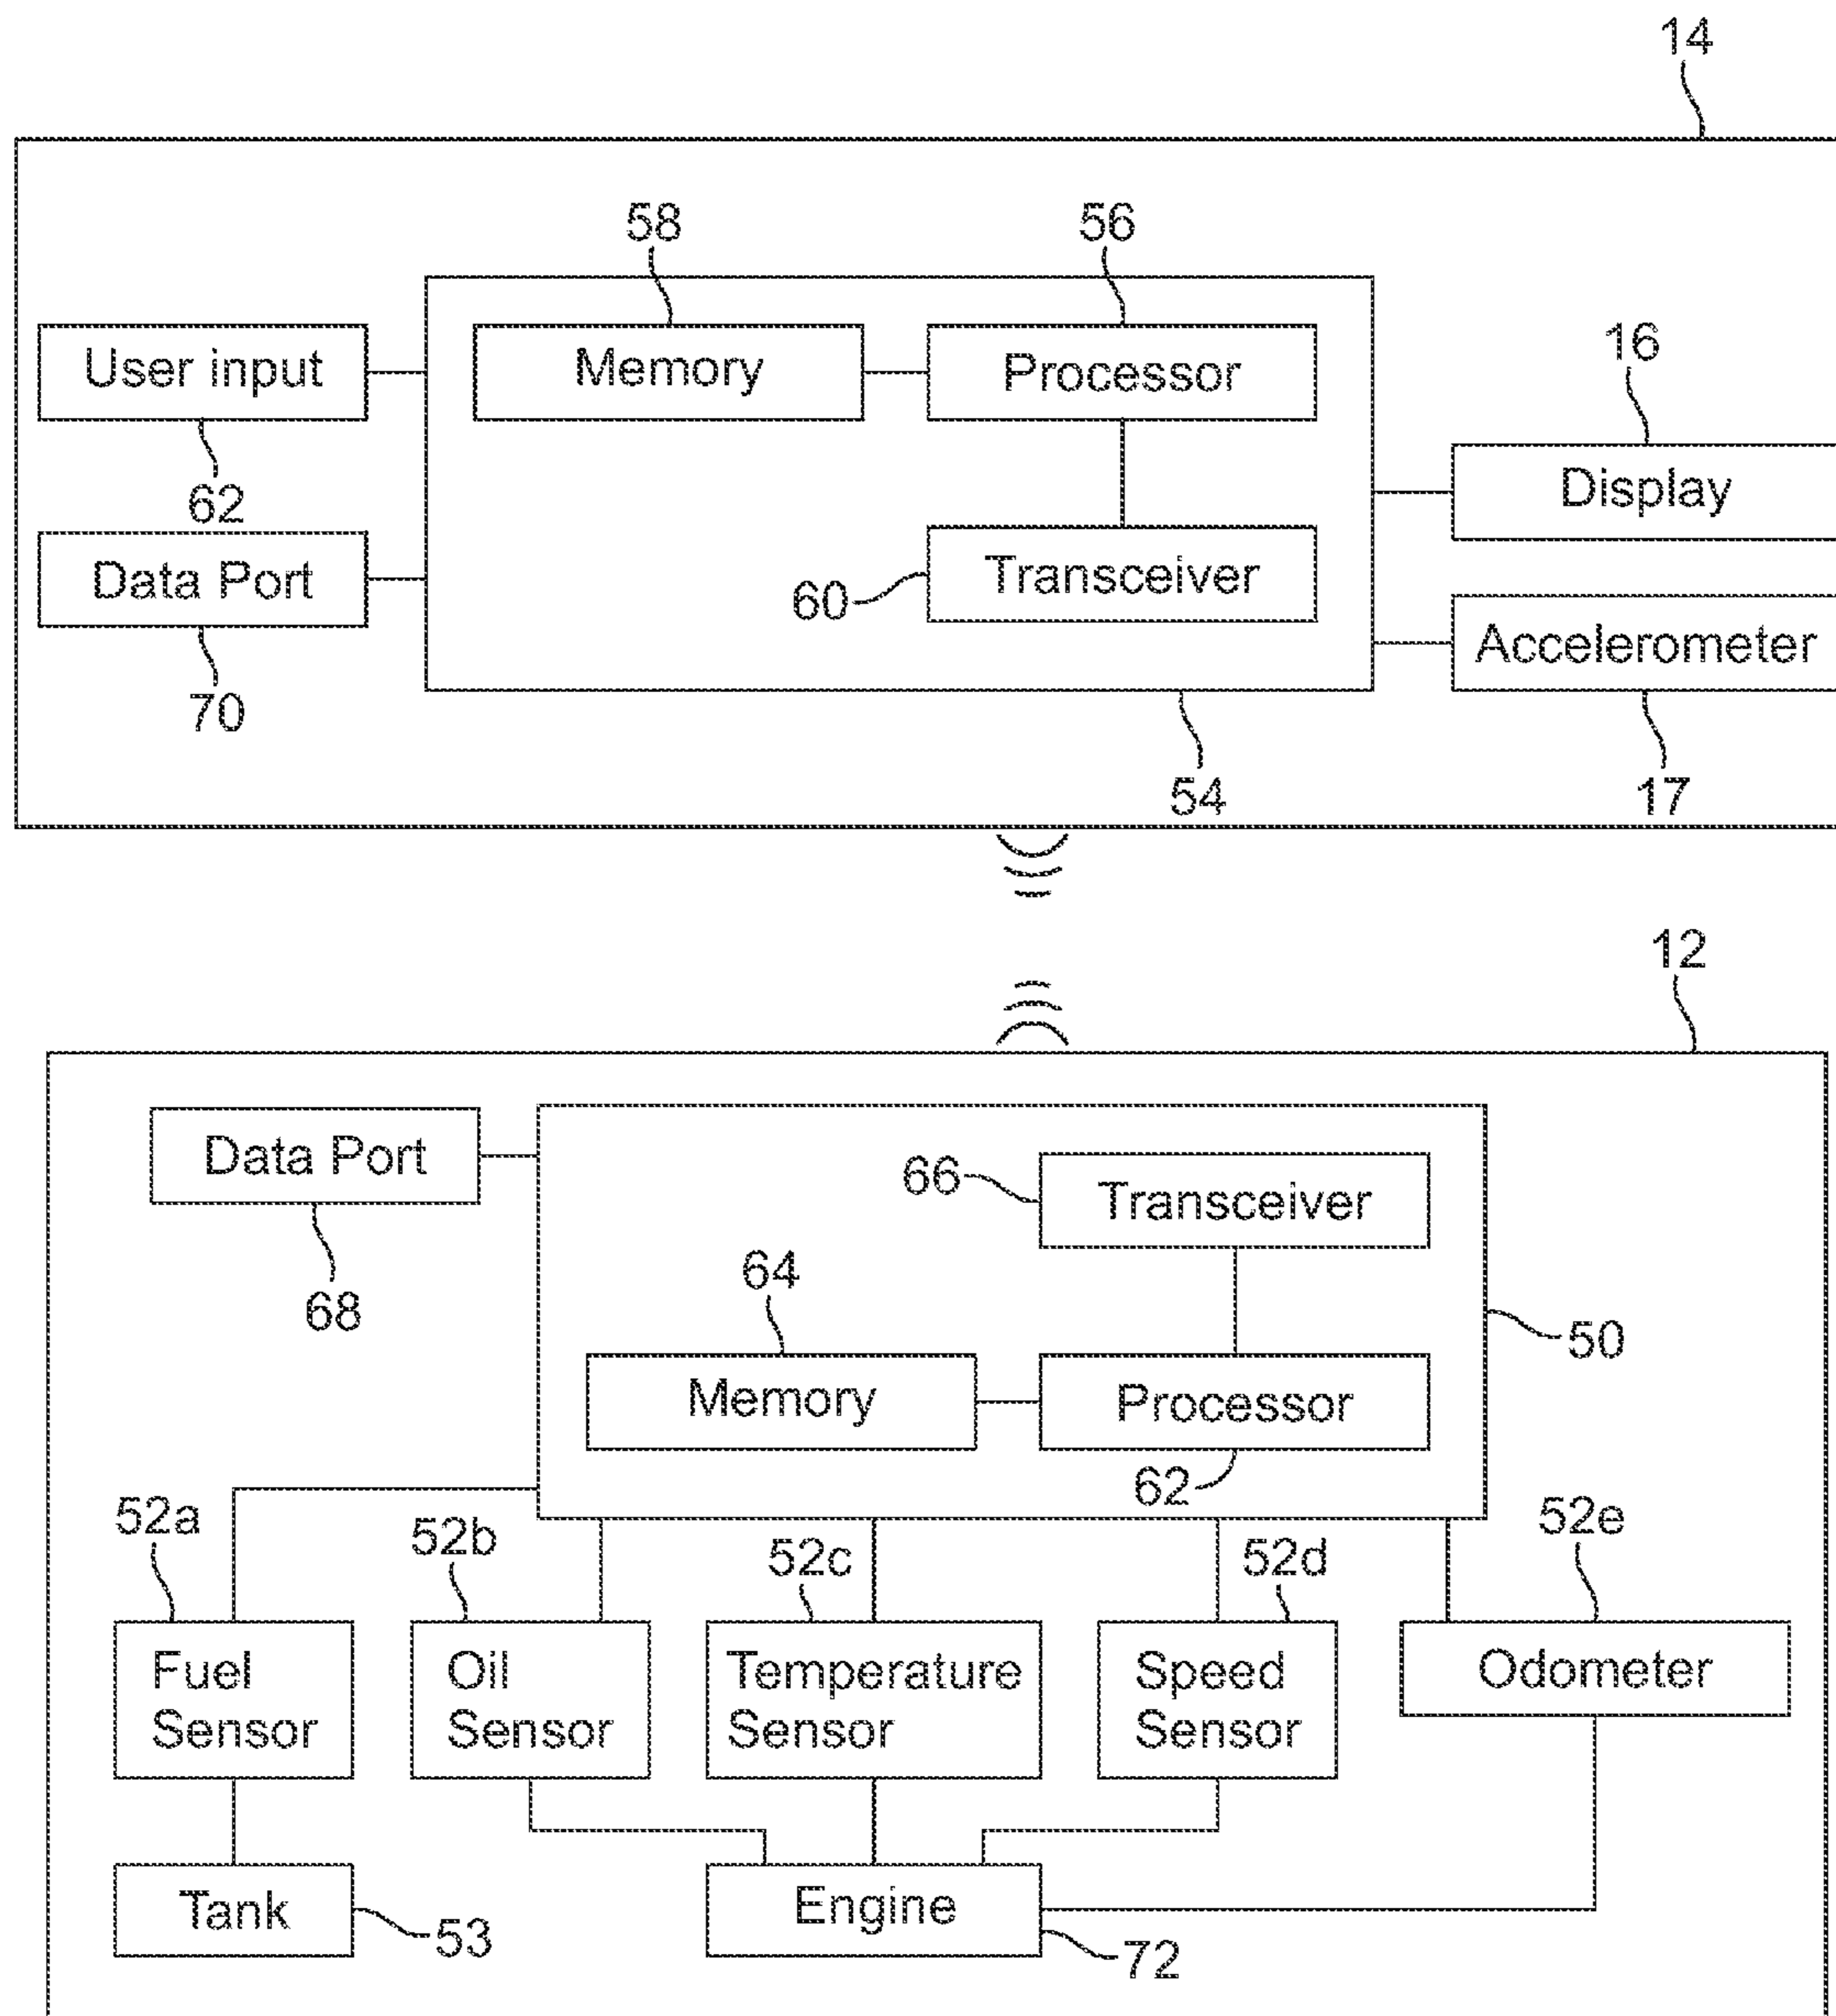 14
58
56
User input
Memory
Processor
16
62
Display
Data Port
60
Transceiver
Accelerometer
70
54
17
12
Data Port
66
Transceiver
68
64
50
Memory
Processor
62
52a
52b
52c
52d
52e
Fuel
Sensor
Oil
Sensor
Temperature
Sensor
Speed
Sensor
Odometer
Tank
53
Engine
72